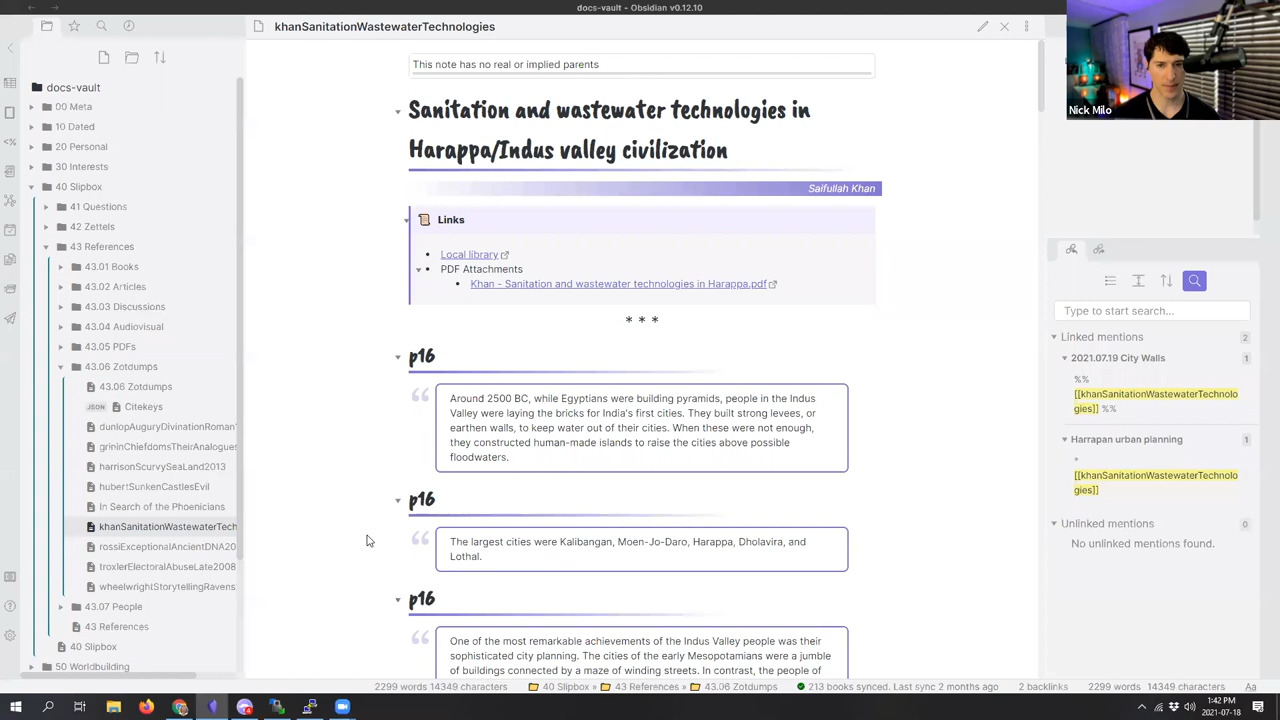 docs-vault - Obsidian v0.12.10
khanSanitationWastewaterTechnologies
Nick Milo
docs-vault
00 Meta
10 Dated
20 Personal
30 Interests
40 Slipbox
41 Questions
42 Zettels
43 References
43.01 Books
43.02 Articles
43.03 Discussions
43.04 Audiovisual
43.05 PDFs
43.06 Zotdumps
43.06 Zotdumps
JSON Citekeys
dunlopAuguryDivinationRoman
grininChiefdomsTheirAnalogues
harrisonScurvySeaLand2013
hubertSunkenCastlesEvil
In Search of the Phoenicians
khanSanitationWastewaterTech
rossiExceptionalAncientDNA20
troxlerElectoralAbuseLate2008
wheelwrightStorytellingRavens
43.07 People
43 References
40 Slipbox
50 Worldbuilding
This note has no real or implied parents
Sanitation and wastewater technologies in
Harappa/Indus valley civilization
Saifullah Khan
Links
• Local library
• PDF Attachments
• Khan - Sanitation and wastewater technologies in Harappa.pdf
* * *
p16
Around 2500 BC, while Egyptians were building pyramids, people in the Indus
Valley were laying the bricks for India's first cities. They built strong levees, or
earthen walls, to keep water out of their cities. When these were not enough,
they constructed human-made islands to raise the cities above possible
floodwaters.
p16
The largest cities were Kalibangan, Moen-Jo-Daro, Harappa, Dholavira, and
Lothal.
p16
One of the most remarkable achievements of the Indus Valley people was their
sophisticated city planning. The cities of the early Mesopotamians were a jumble
of buildings connected by a maze of winding streets. In contrast, the people of
Type to start search...
Linked mentions 2
2021.07.19 City Walls 1
%%
[[khanSanitationWastewaterTechnolo
gies]] %%
Harrapan urban planning 1
*
[[khanSanitationWastewaterTechnolo
gies]]
Unlinked mentions 0
No unlinked mentions found.
2299 words 14349 characters 40 Slipbox » 43 References » 43.06 Zotdumps 213 books synced. Last sync 2 months ago 2 backlinks 2299 words 14349 characters Aa
1:42 PM
2021-07-18